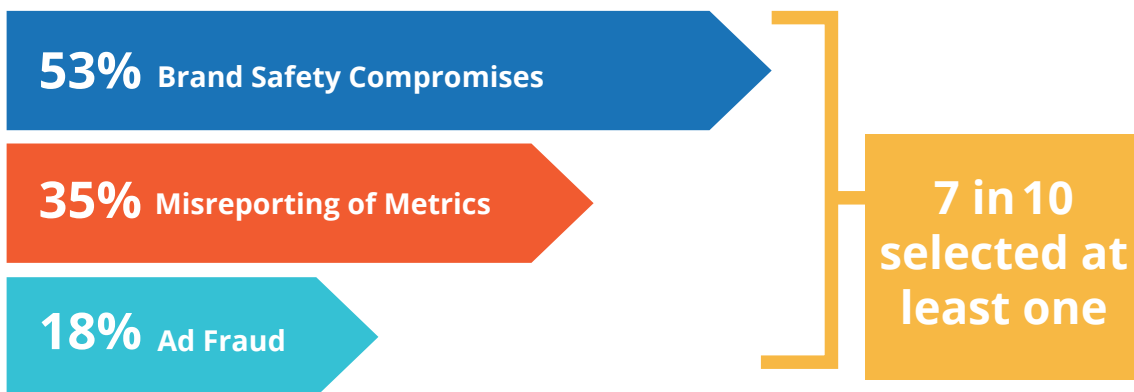 53% Brand Safety Compromises
35% Misreporting of Metrics
18% Ad Fraud
7 in 10
selected at
least one